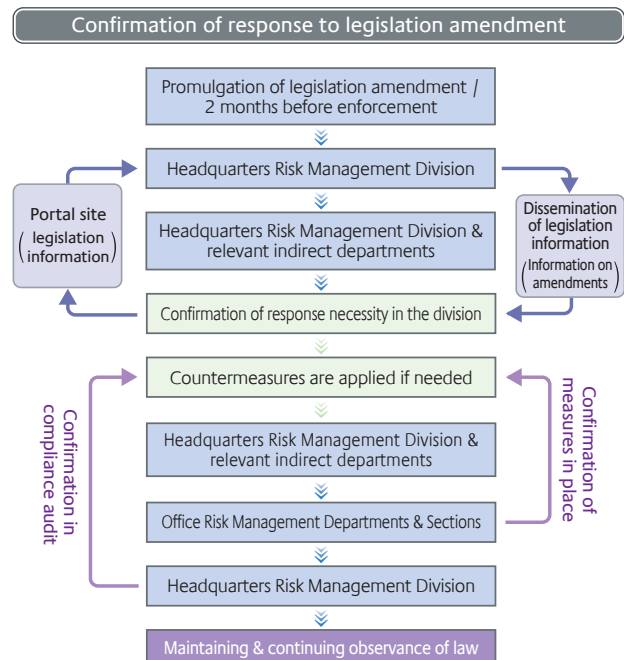 Confirmation of response to legislation amendment
Promulgation of legislation amendment /
2 months before enforcement
Headquarters Risk Management Division
Portal site
(legislation
information)
Headquarters Risk Management Division &
relevant indirect departments
Dissemination
of legislation
information
(Information on
amendments)
Confirmation of response necessity in the division
Countermeasures are applied if needed
Confirmation in
compliance audit
Headquarters Risk Management Division &
relevant indirect departments
Confirmation of
measures in place
Office Risk Management Departments & Sections
Headquarters Risk Management Division
Maintaining & continuing observance of law